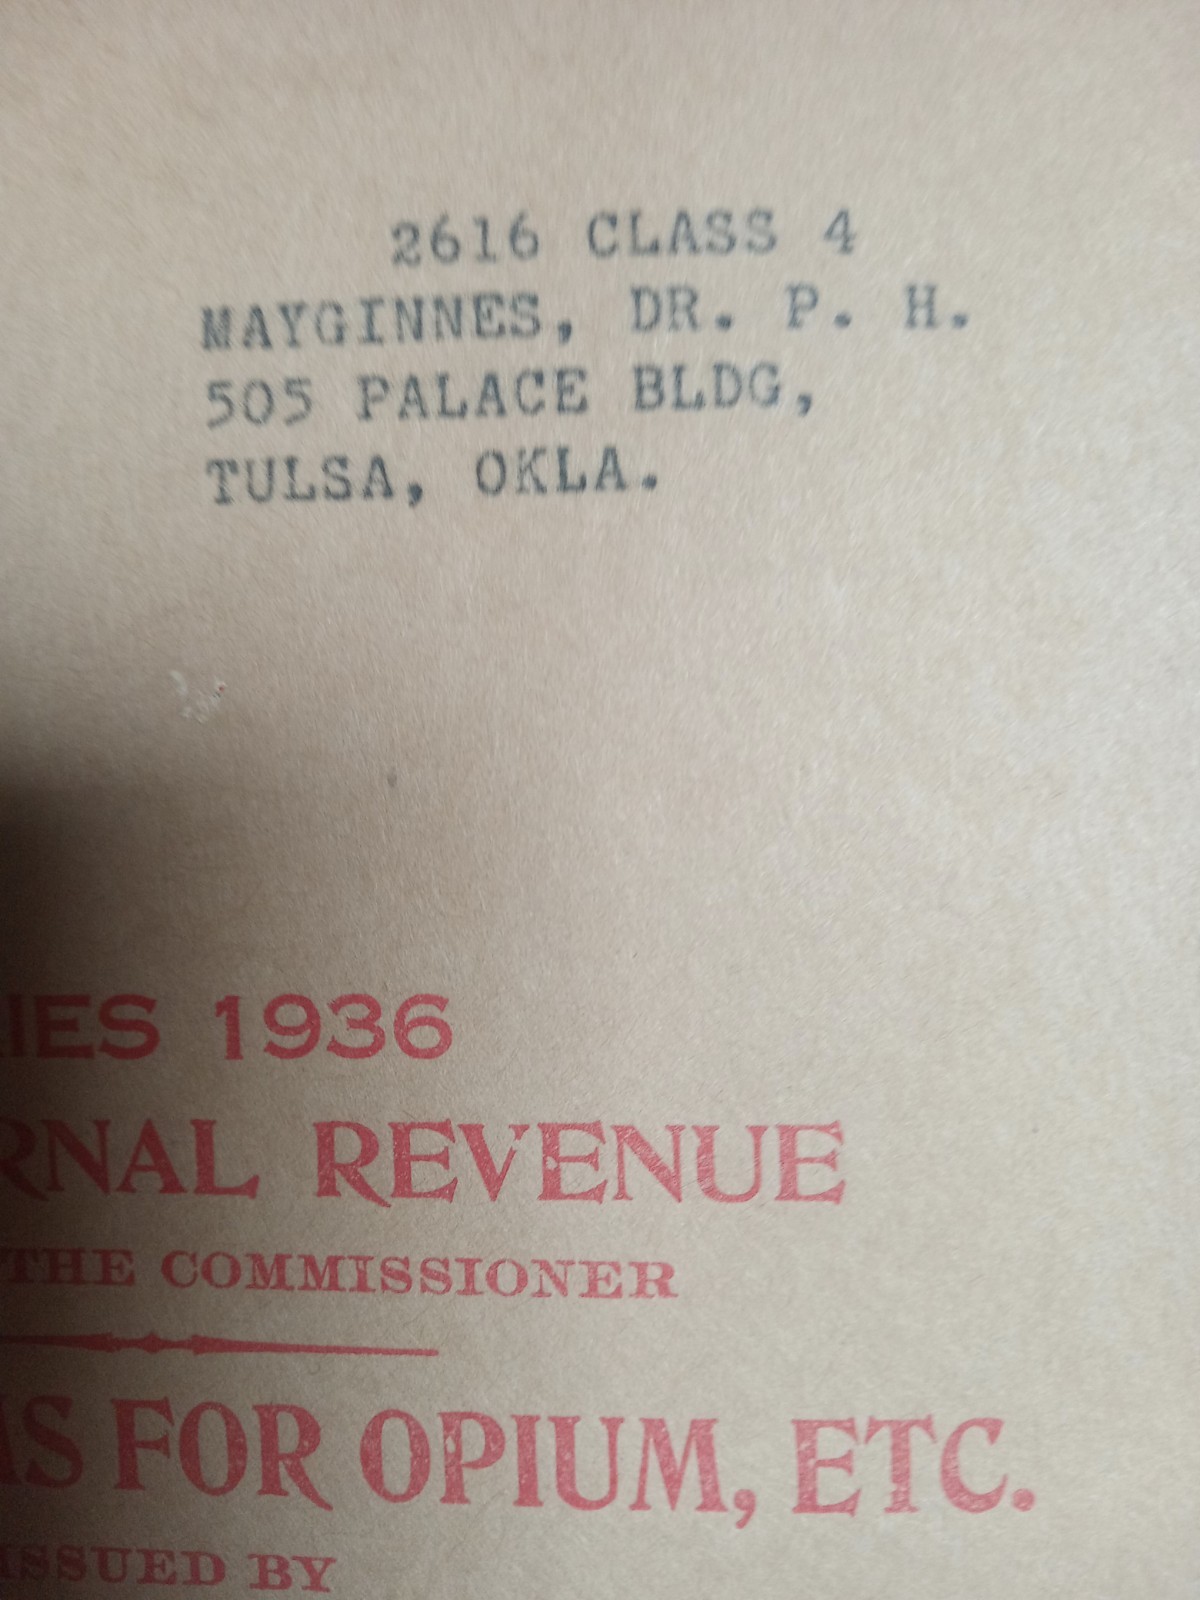 2616 CLASS 4
MAYGINNES, DR. P. H.
505 PALACE BLDG,
TULSA, OKLA.
IES 1936
RNAL REVENUE
THE COMMISSIONER
MS FOR OPIUM, ETC.
ISSUED BY